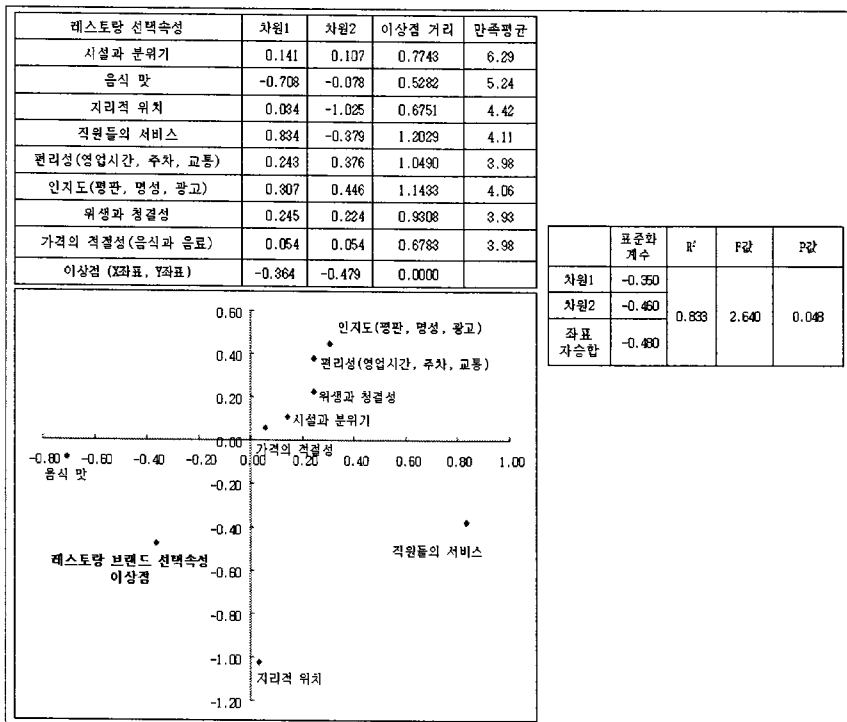 레스토랑 선택속성 차원1 차원2 이상점 거리 만족평균
시설과 분위기 0.141 0.107 0.7743 6.29
음식 맛 -0.708 -0.078 0.5282 5.24
지리적 위치 0.034 -1.025 0.6751 4.42
직원들의 서비스 0.834 -0.379 1.2029 4.11
편리성(영업시간, 주차, 교통) 0.243 0.376 1.0490 3.98
인지도(평판, 명성, 광고) 0.307 0.446 1.1433 4.06
위생과 청결성 0.245 0.224 0.9308 3.93
가격의 적절성(음식과 음료) 0.054 0.054 0.6783 3.98
이상점 (X좌표, Y좌표) -0.364 -0.479 0.0000
표준화 계수 R² F값 P값
차원1 -0.350
차원2 -0.460
0.833 2.640 0.048
좌표 자승합 -0.480
0.60
인지도(평판, 명성, 광고)
0.40
편리성(영업시간, 주차, 교통)
0.20
위생과 청결성
시설과 분위기
0.00
가격의 적절성
-0.80 -0.60 -0.40 -0.20 0.00 0.20 0.40 0.60 0.80 1.00
음식 맛
-0.20
-0.40
직원들의 서비스
레스토랑 브랜드 선택속성
이상점
-0.60
-0.80
-1.00
지리적 위치
-1.20